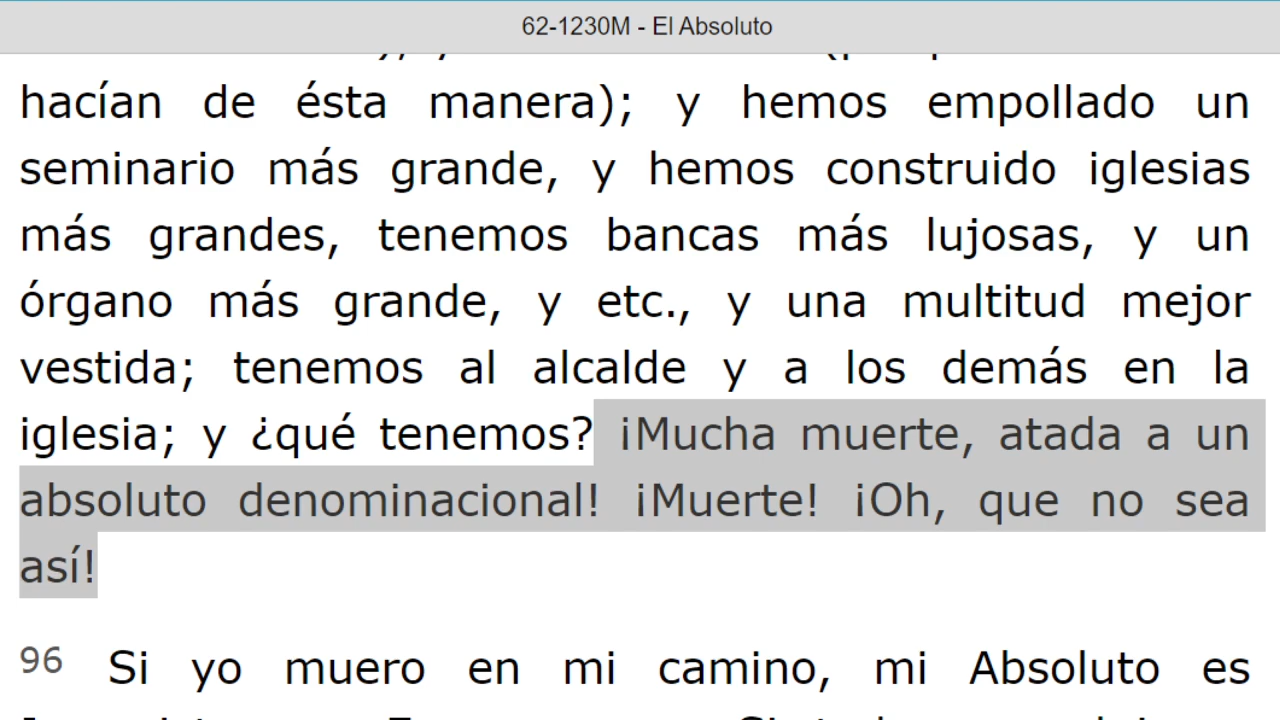 62-1230M - El Absoluto
hacían de ésta manera); y hemos empollado un
seminario más grande, y hemos construido iglesias
más grandes, tenemos bancas más lujosas, y un
órgano más grande, y etc., y una multitud mejor
vestida; tenemos al alcalde y a los demás en la
iglesia; y ¿qué tenemos? ¡Mucha muerte, atada a un
absoluto denominacional! ¡Muerte! ¡Oh, que no sea
así!
96 Si yo muero en mi camino, mi Absoluto es